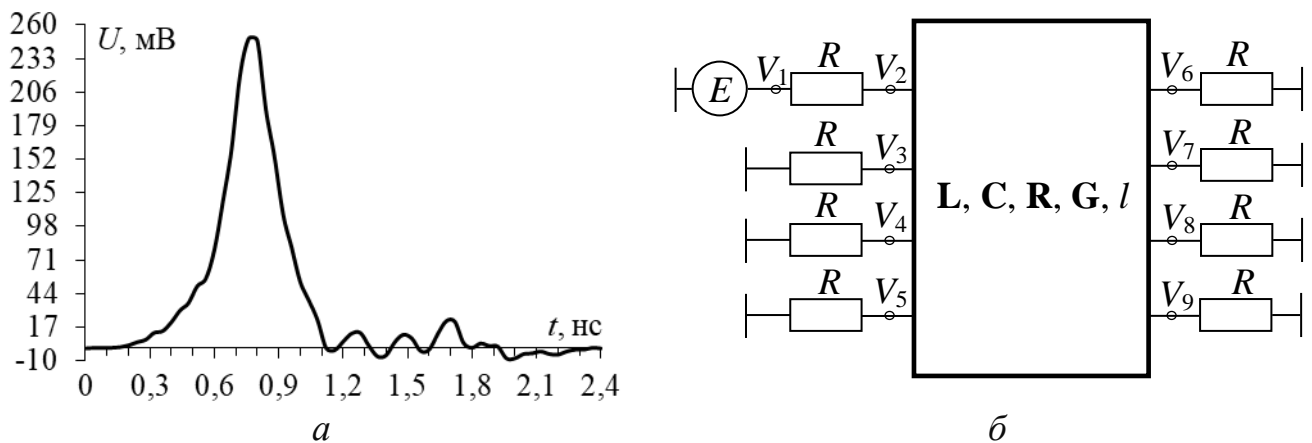 U, мВ
260
233
206
179
152
125
98
71
44
17
-10
0 0,3 0,6 0,9 1,2 1,5 1,8 2,1 2,4
t, нс
а
E V1 R V2
R V3
R V4
R V5
L, C, R, G, l
V6 R
V7 R
V8 R
V9 R
б